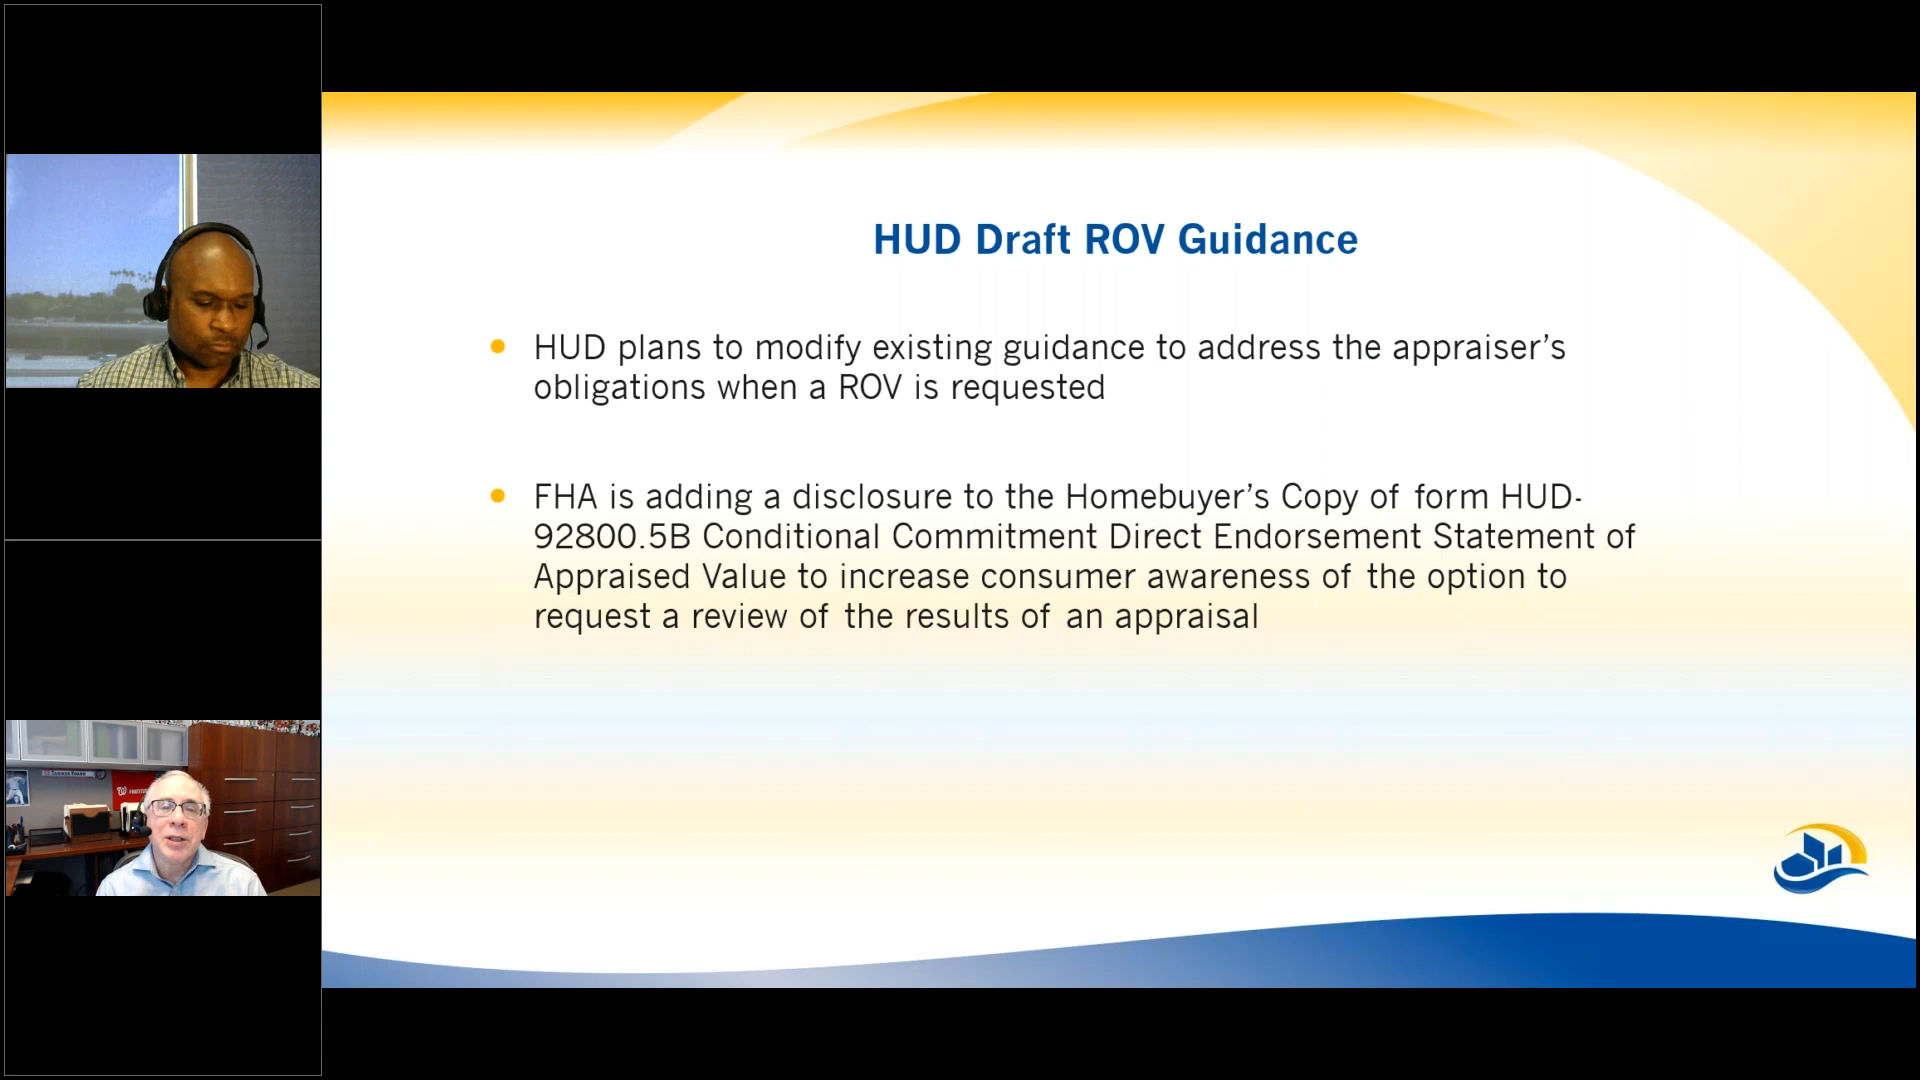 HUD Draft ROV Guidance
HUD plans to modify existing guidance to address the appraiser’s
obligations when a ROV is requested
FHA is adding a disclosure to the Homebuyer’s Copy of form HUD-
92800.5B Conditional Commitment Direct Endorsement Statement of
Appraised Value to increase consumer awareness of the option to
request a review of the results of an appraisal